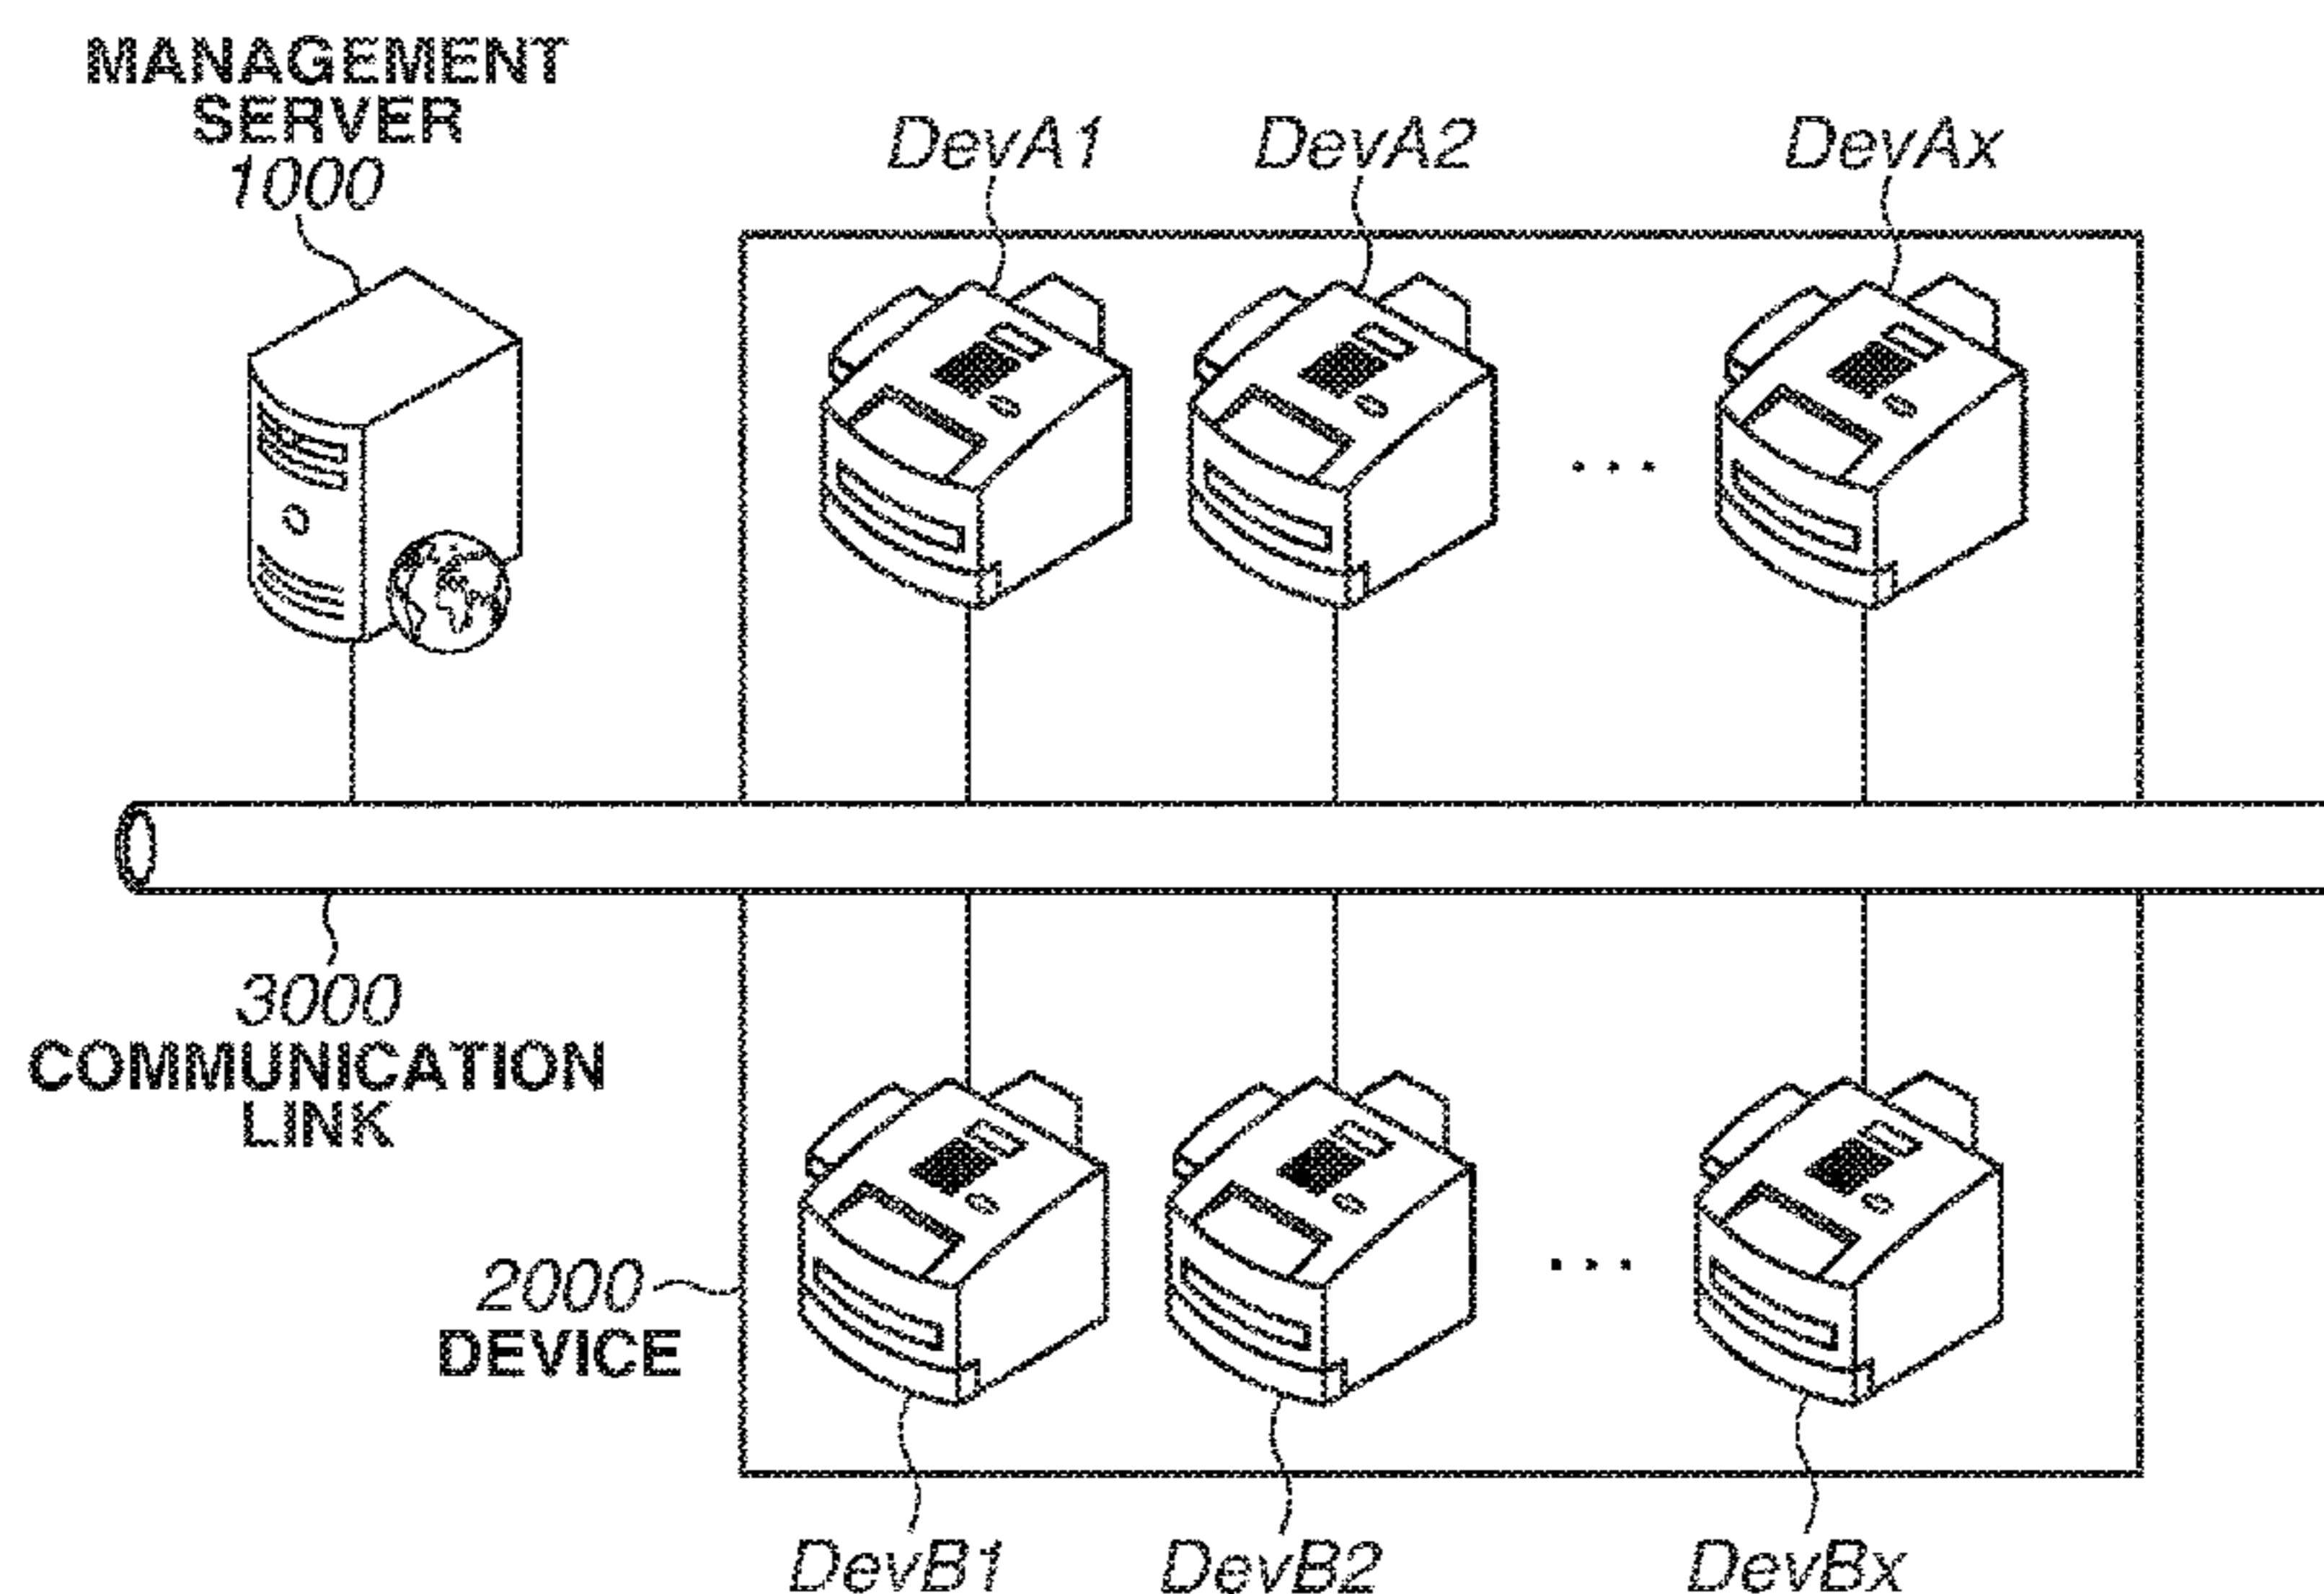 MANAGEMENT
SERVER
1000
DevA1
DevA2
DevAx
...
3000
COMMUNICATION
LINK
...
2000
DEVICE
DevB1
DevB2
DevBx